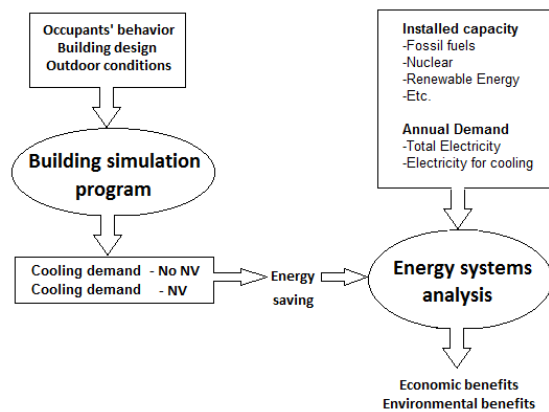 Occupants' behavior
Building design
Outdoor conditions
Building simulation
program
Cooling demand - No NV
Cooling demand - NV
Energy
saving
Installed capacity
-Fossil fuels
-Nuclear
-Renewable Energy
-Etc.
Annual Demand
-Total Electricity
-Electricity for cooling
Energy systems
analysis
Economic benefits
Environmental benefits